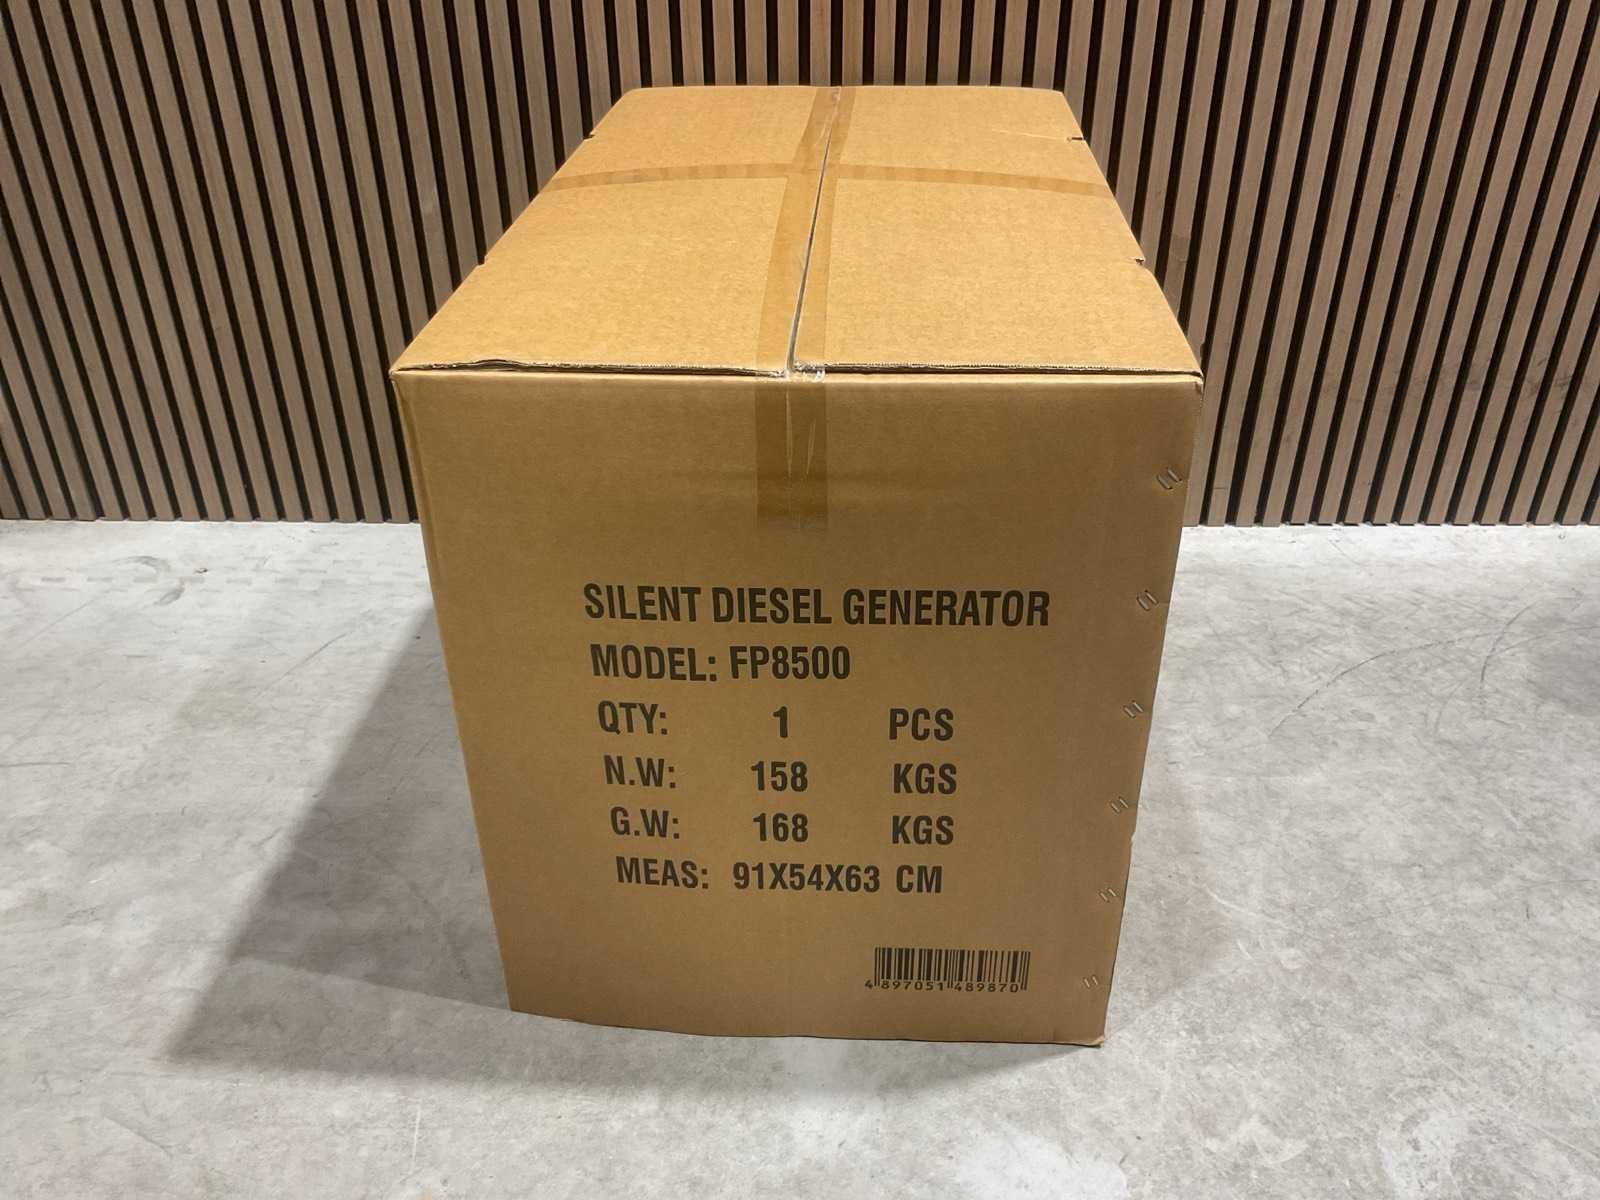 SILENT DIESEL GENERATOR
MODEL: FP8500
QTY: 1 PCS
N.W: 158 KGS
G.W: 168 KGS
MEAS: 91X54X63 CM
4 897051 489870